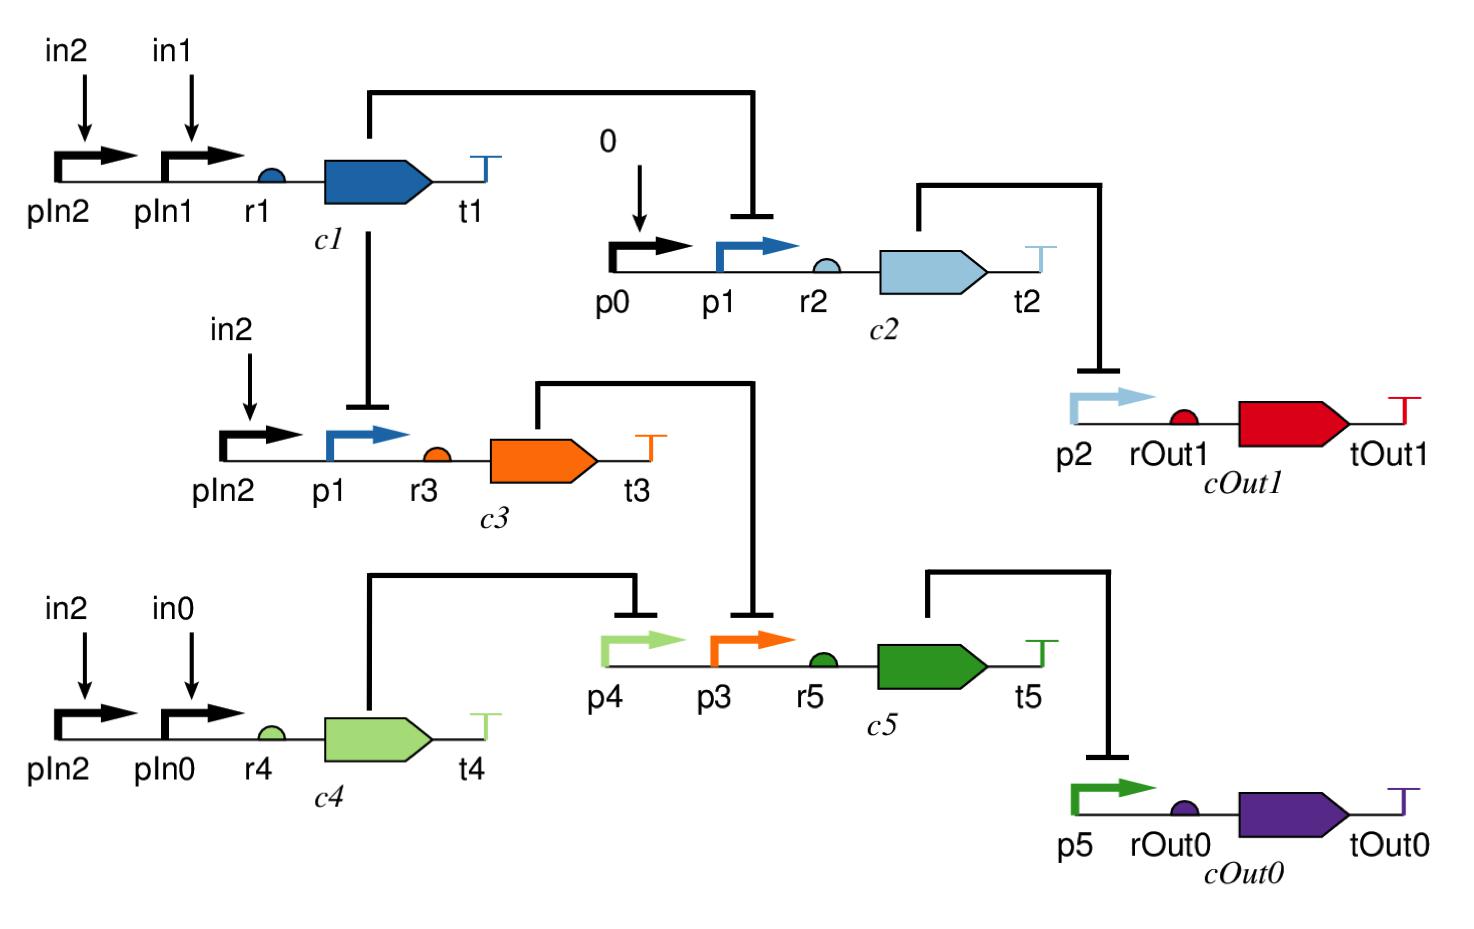 in2 in1
pIn2 pIn1 r1 t1
c1
0
p0 p1 r2 t2
c2
in2
pIn2 p1 r3 t3
c3
p2 rOut1 tOut1
cOut1
in2 in0
pIn2 pIn0 r4 t4
c4
p4 p3 r5 t5
c5
p5 rOut0 tOut0
cOut0